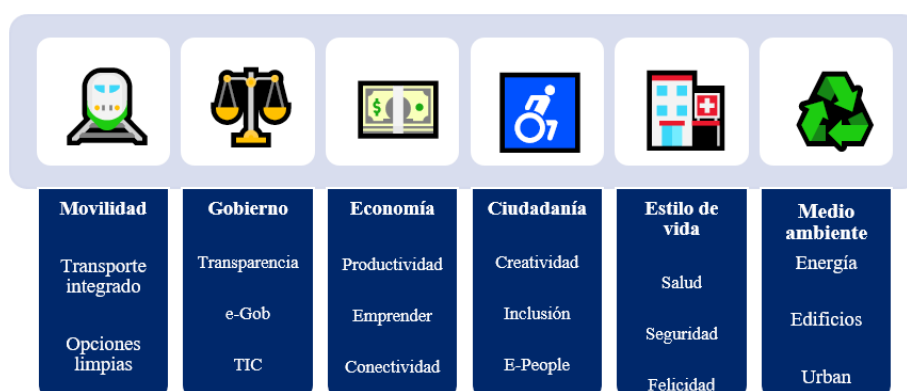 Movilidad
Transporte
integrado
Opciones
limpias
Gobierno
Transparencia
e-Gob
TIC
Economía
Productividad
Emprender
Conectividad
Ciudadanía
Creatividad
Inclusión
E-People
Estilo de
vida
Salud
Seguridad
Felicidad
Medio
ambiente
Energía
Edificios
Urban